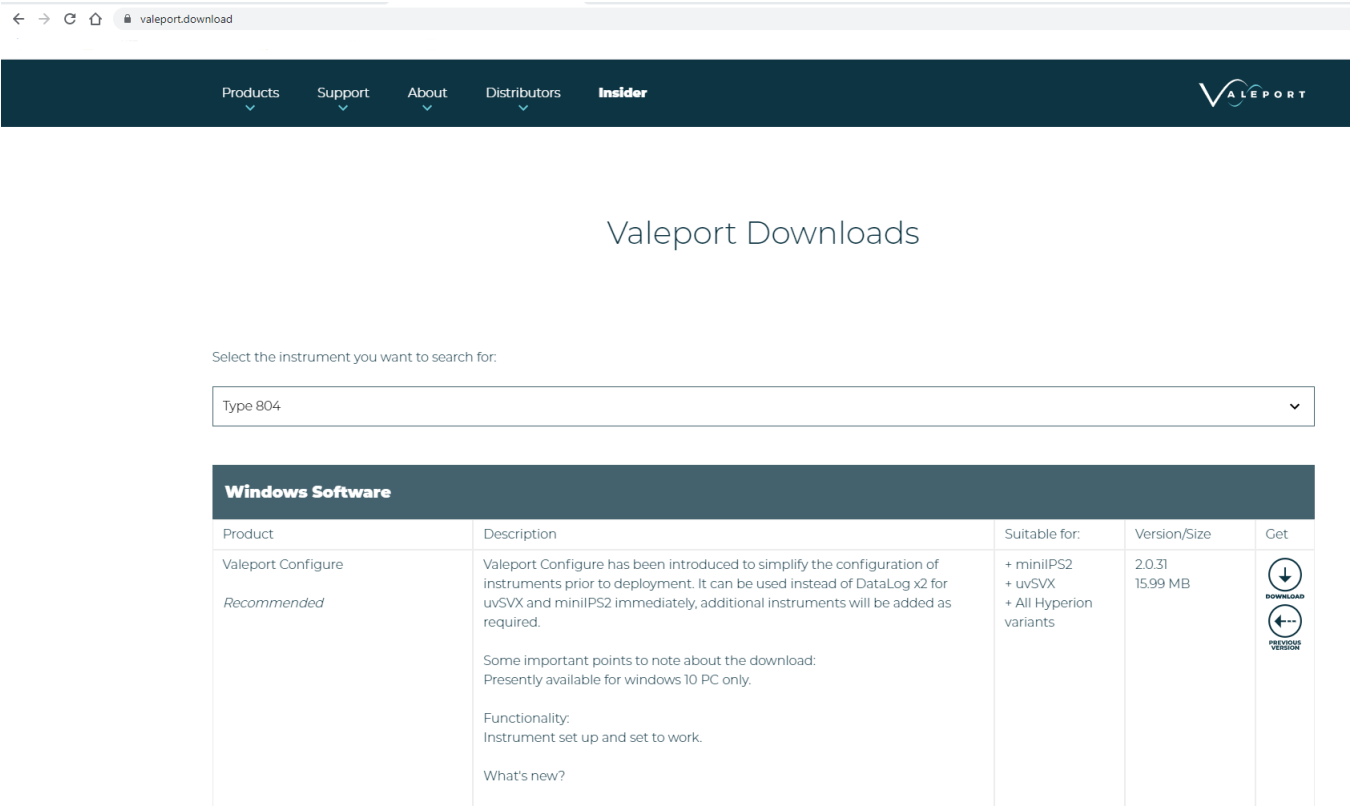 valeport.download
Products
Support
About
Distributors
Insider
VALEPORT
Valeport Downloads
Select the instrument you want to search for:
Type 804
Windows Software
Product
Description
Suitable for:
Version/Size
Get
Valeport Configure
Recommended
Valeport Configure has been introduced to simplify the configuration of
instruments prior to deployment. It can be used instead of DataLog x2 for
uvSVX and miniIPS2 immediately, additional instruments will be added as
required.
Some important points to note about the download:
Presently available for windows 10 PC only.
Functionality:
Instrument set up and set to work.
What's new?
+ miniIPS2
+ uvSVX
+ All Hyperion
variants
2.0.31
15.99 MB
DOWNLOAD
PREVIOUS
VERSION